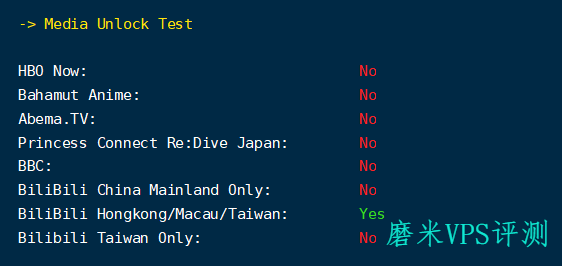 -> Media Unlock Test
HBO Now: No
Bahamut Anime: No
Abema.TV: No
Princess Connect Re:Dive Japan: No
BBC: No
BiliBili China Mainland Only: No
BiliBili Hongkong/Macau/Taiwan: Yes
Bilibili Taiwan Only: No
磨米VPS评测